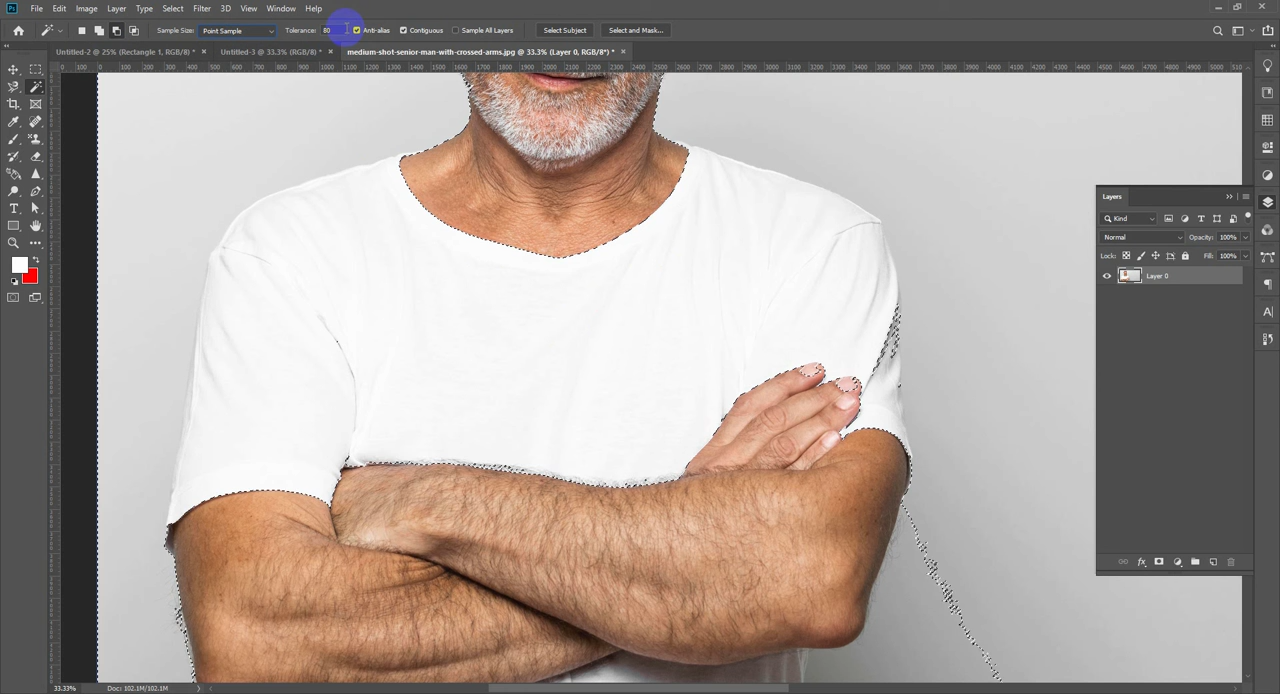 Ps File Edit Image Layer Type Select Filter 3D View Window Help
Sample Size: Point Sample Tolerance: 80 Anti-alias Contiguous Sample All Layers Select Subject Select and Mask...
Untitled-2 @ 25% (Rectangle 1, RGB/8) * × Untitled-3 @ 33.3% (RGB/8) * × medium-shot-senior-man-with-crossed-arms.jpg @ 33.3% (Layer 0, RGB/8*) * ×
Layers
Kind
Normal Opacity: 100%
Lock: Fill: 100%
Layer 0
33.33% Doc: 102.1M/102.1M